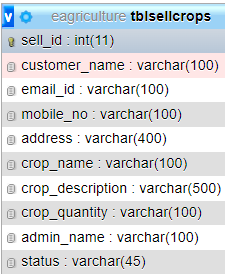 v eagriculture tblsellcrops
sell_id : int(11)
customer_name : varchar(100)
email_id : varchar(100)
mobile_no : varchar(100)
address : varchar(400)
crop_name : varchar(100)
crop_description : varchar(500)
crop_quantity : varchar(100)
admin_name : varchar(100)
status : varchar(45)